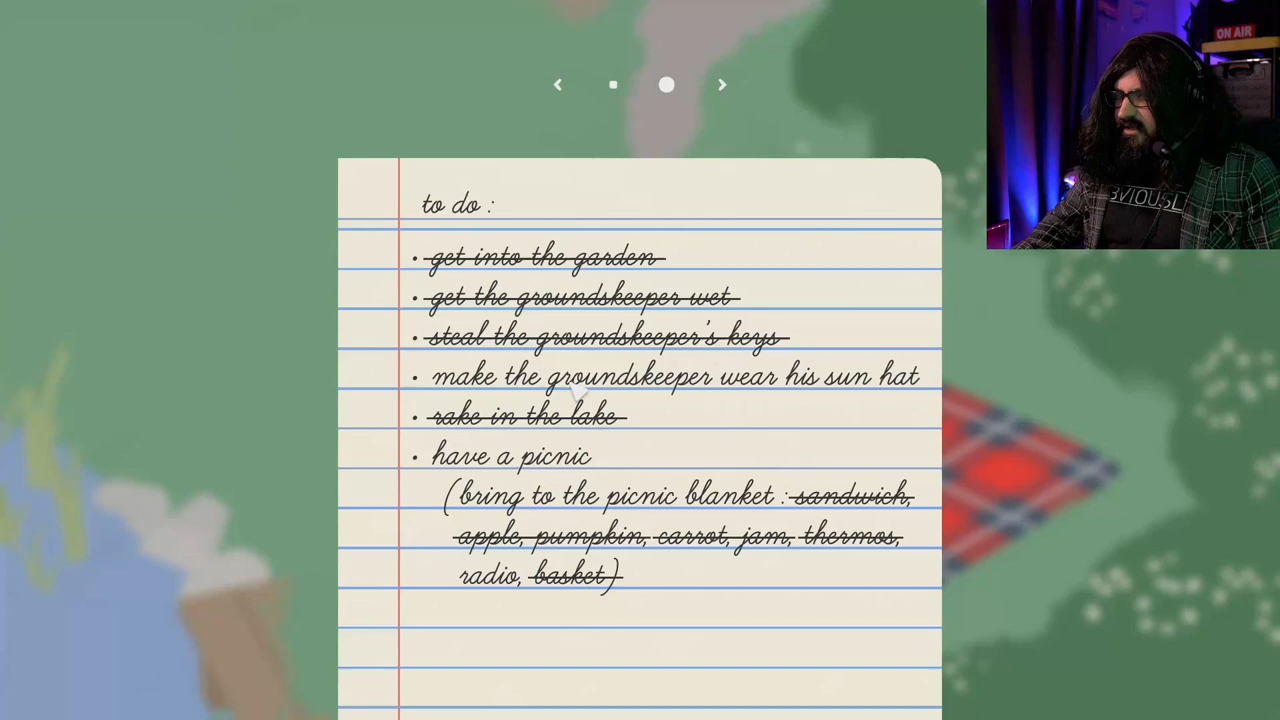 ON AIR
to do :
• get into the garden
• get the groundskeeper wet
• steal the groundskeeper's keys
• make the groundskeeper wear his sun hat
• rake in the lake
• have a picnic
(bring to the picnic blanket : sandwich,
apple, pumpkin, carrot, jam, thermos,
radio, basket)